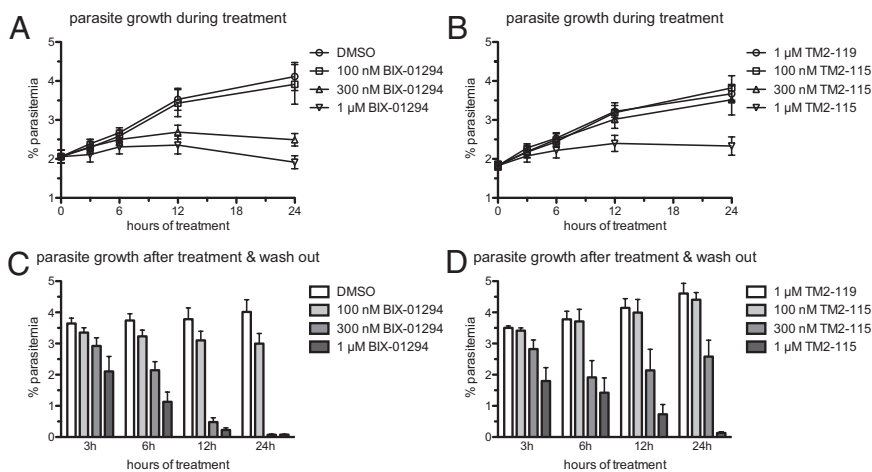 A
parasite growth during treatment
5
4
3
2
1
% parasitemia
0
6
12
18
24
hours of treatment
DMSO
100 nM BIX-01294
300 nM BIX-01294
1 µM BIX-01294
B
parasite growth during treatment
5
4
3
2
1
% parasitemia
0
6
12
18
24
hours of treatment
1 µM TM2-119
100 nM TM2-115
300 nM TM2-115
1 µM TM2-115
C
parasite growth after treatment & wash out
5
4
3
2
1
0
% parasitemia
3h
6h
12h
24h
hours of treatment
DMSO
100 nM BIX-01294
300 nM BIX-01294
1 µM BIX-01294
D
parasite growth after treatment & wash out
5
4
3
2
1
0
% parasitemia
3h
6h
12h
24h
hours of treatment
1 µM TM2-119
100 nM TM2-115
300 nM TM2-115
1 µM TM2-115